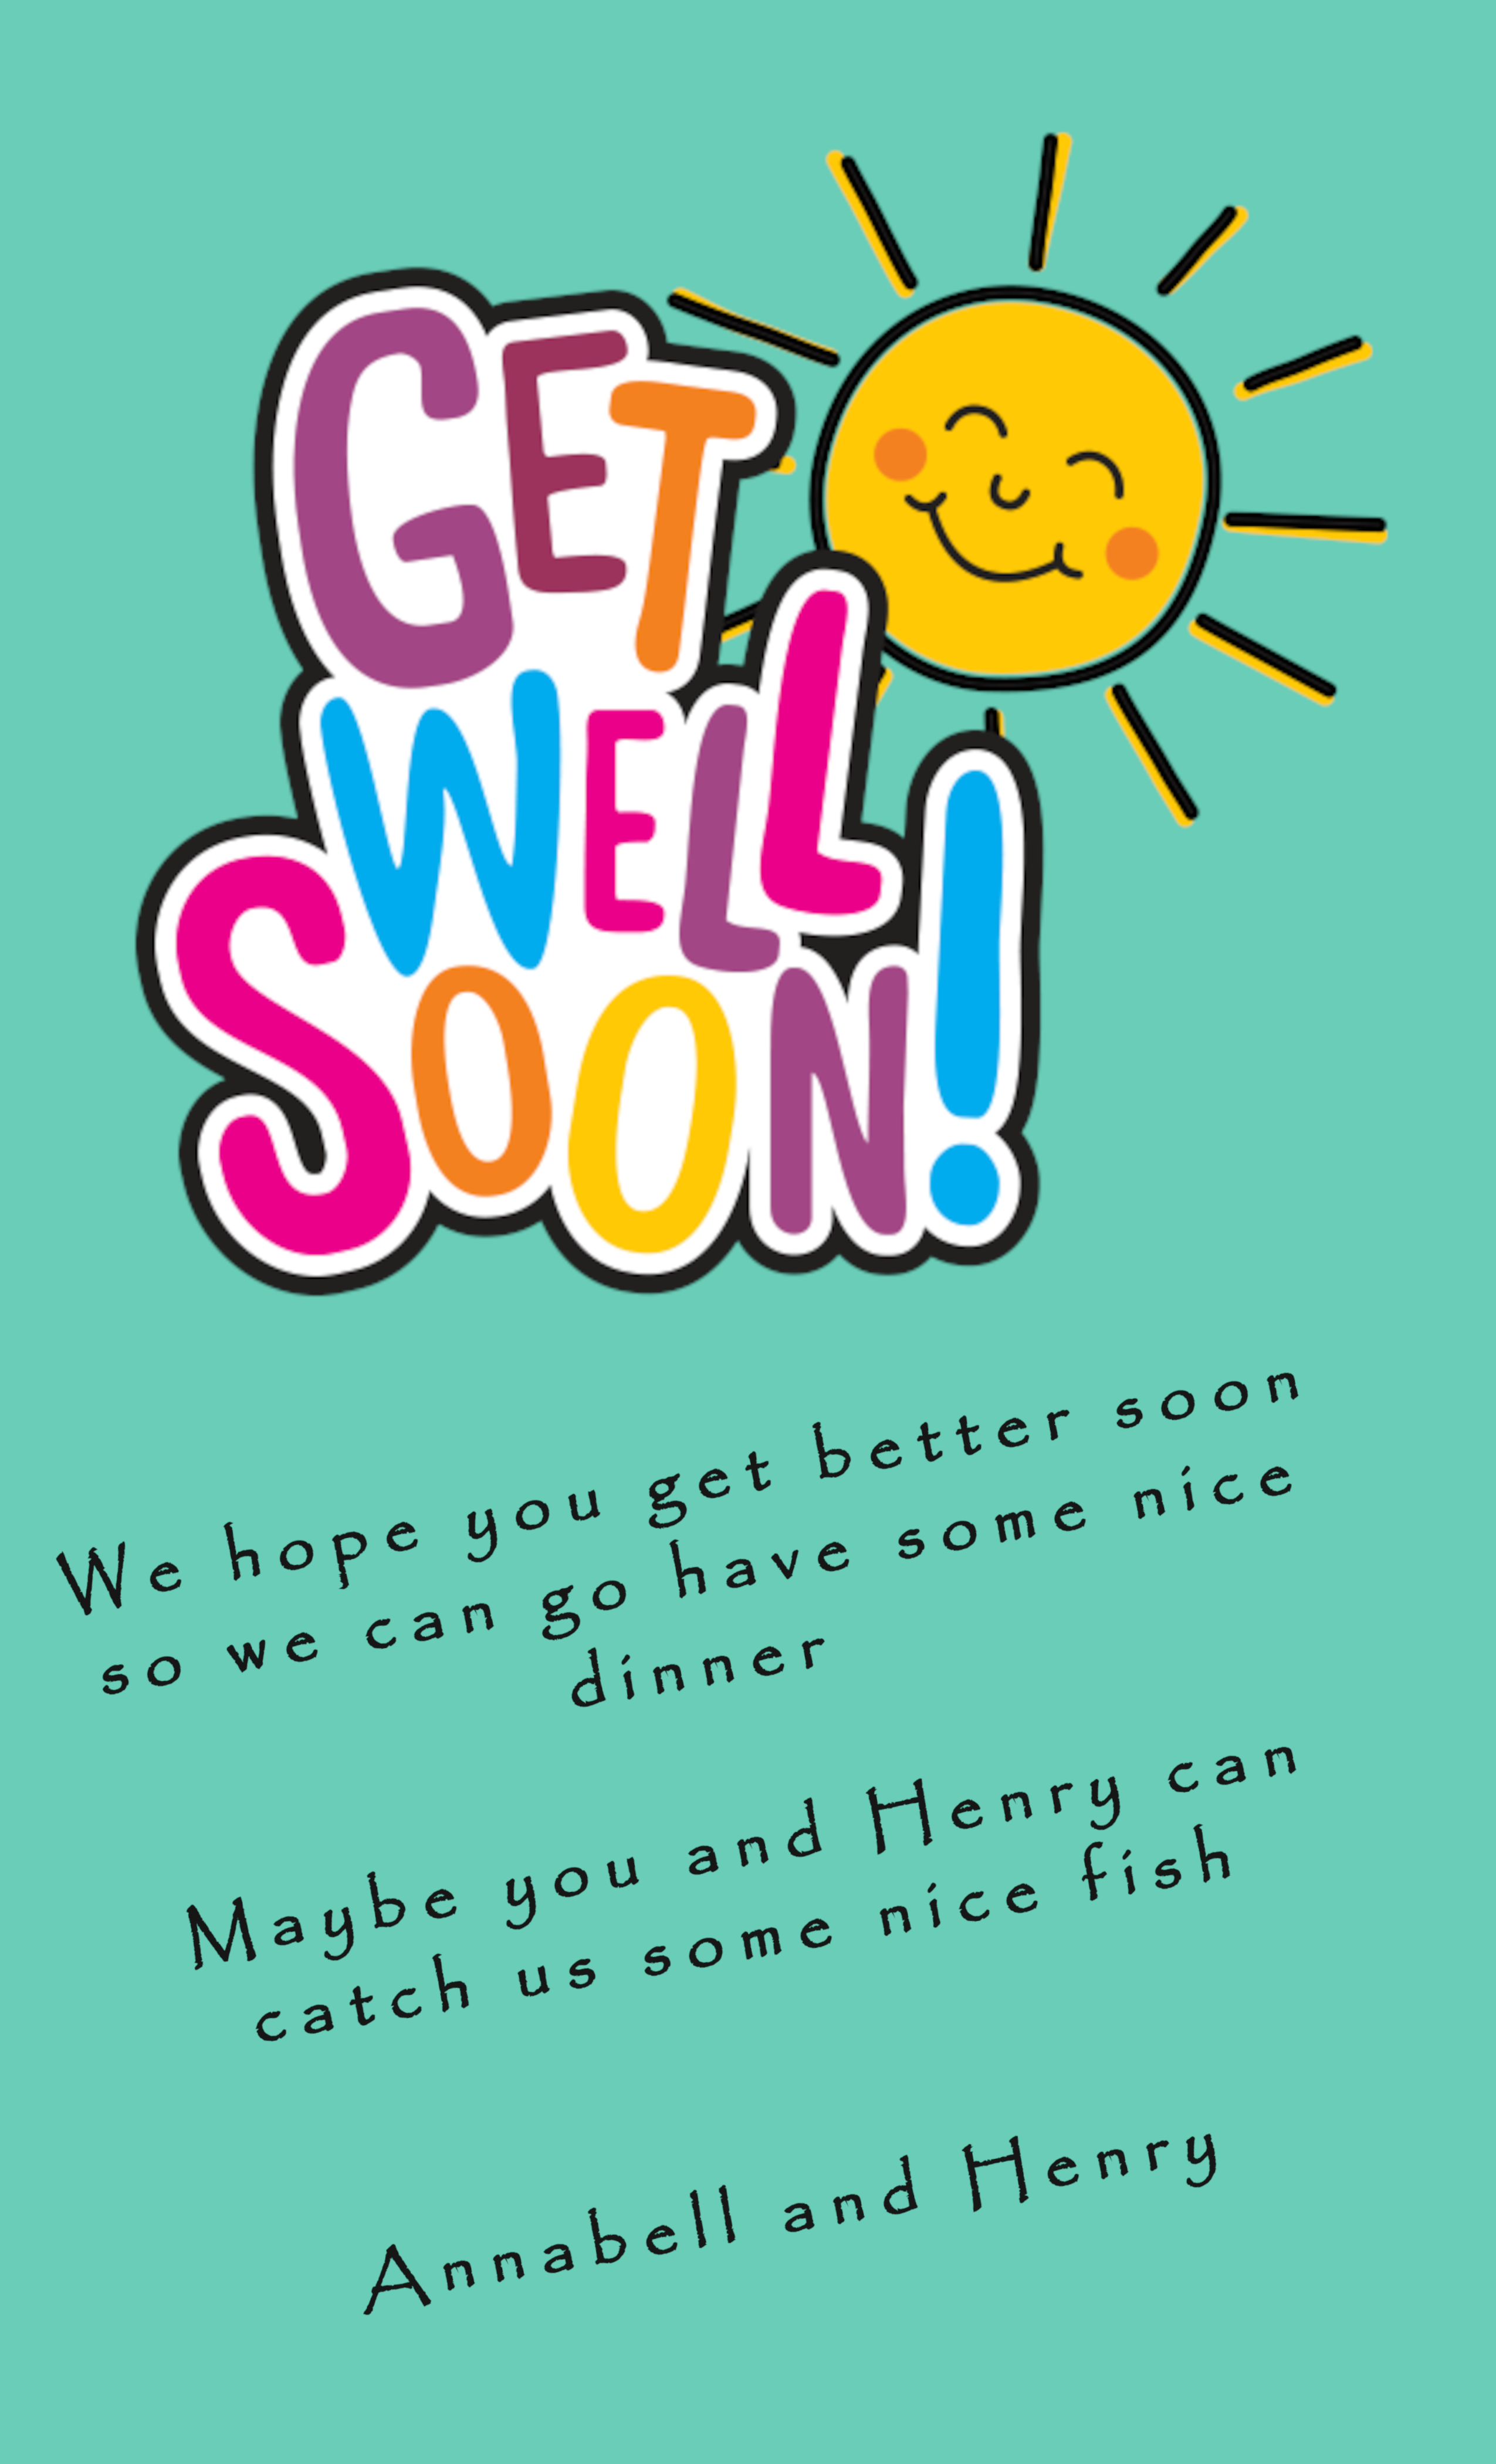 GET
WELL
SOON!
We hope you get better soon
so we can go have some nice
dinner
Maybe you and Henry can
catch us some nice fish
Annabell and Henry